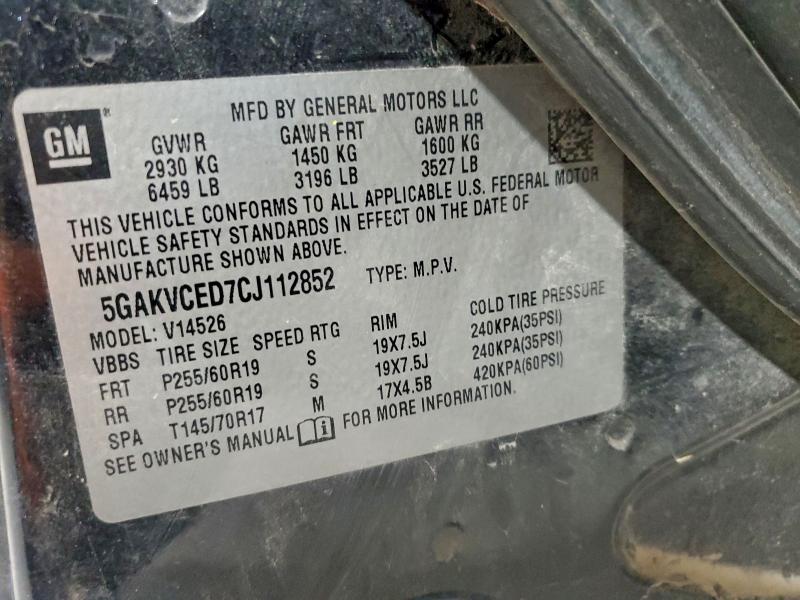 MFD BY GENERAL MOTORS LLC
GM
®
GVWR GAWR FRT GAWR RR
2930 KG 1450 KG 1600 KG
6459 LB 3196 LB 3527 LB
THIS VEHICLE CONFORMS TO ALL APPLICABLE U.S. FEDERAL MOTOR
VEHICLE SAFETY STANDARDS IN EFFECT ON THE DATE OF
MANUFACTURE SHOWN ABOVE.
5GAKVCED7CJ112852 TYPE: M.P.V.
MODEL: V14526
VBBS TIRE SIZE SPEED RTG RIM COLD TIRE PRESSURE
FRT P255/60R19 S 19X7.5J 240KPA(35PSI)
RR P255/60R19 S 19X7.5J 240KPA(35PSI)
SPA T145/70R17 M 17X4.5B 420KPA(60PSI)
SEE OWNER'S MANUAL FOR MORE INFORMATION.